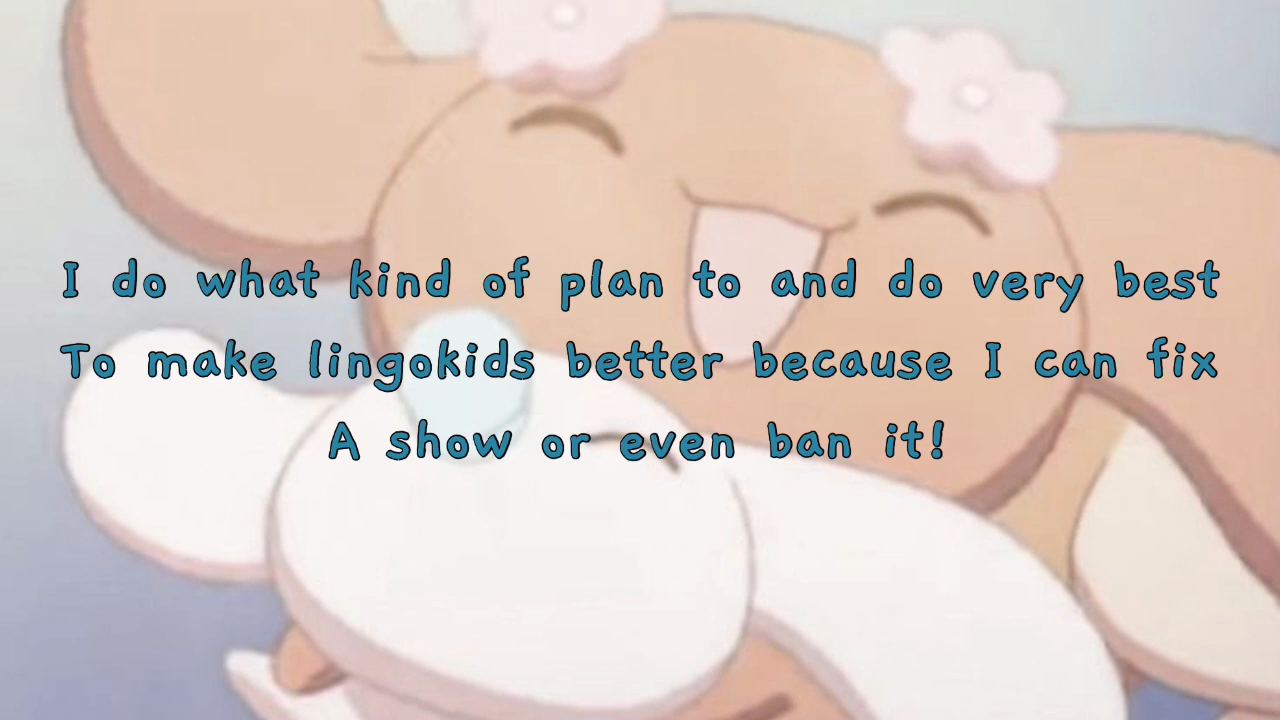 I do what kind of plan to and do very best
To make lingokids better because I can fix
A show or even ban it!